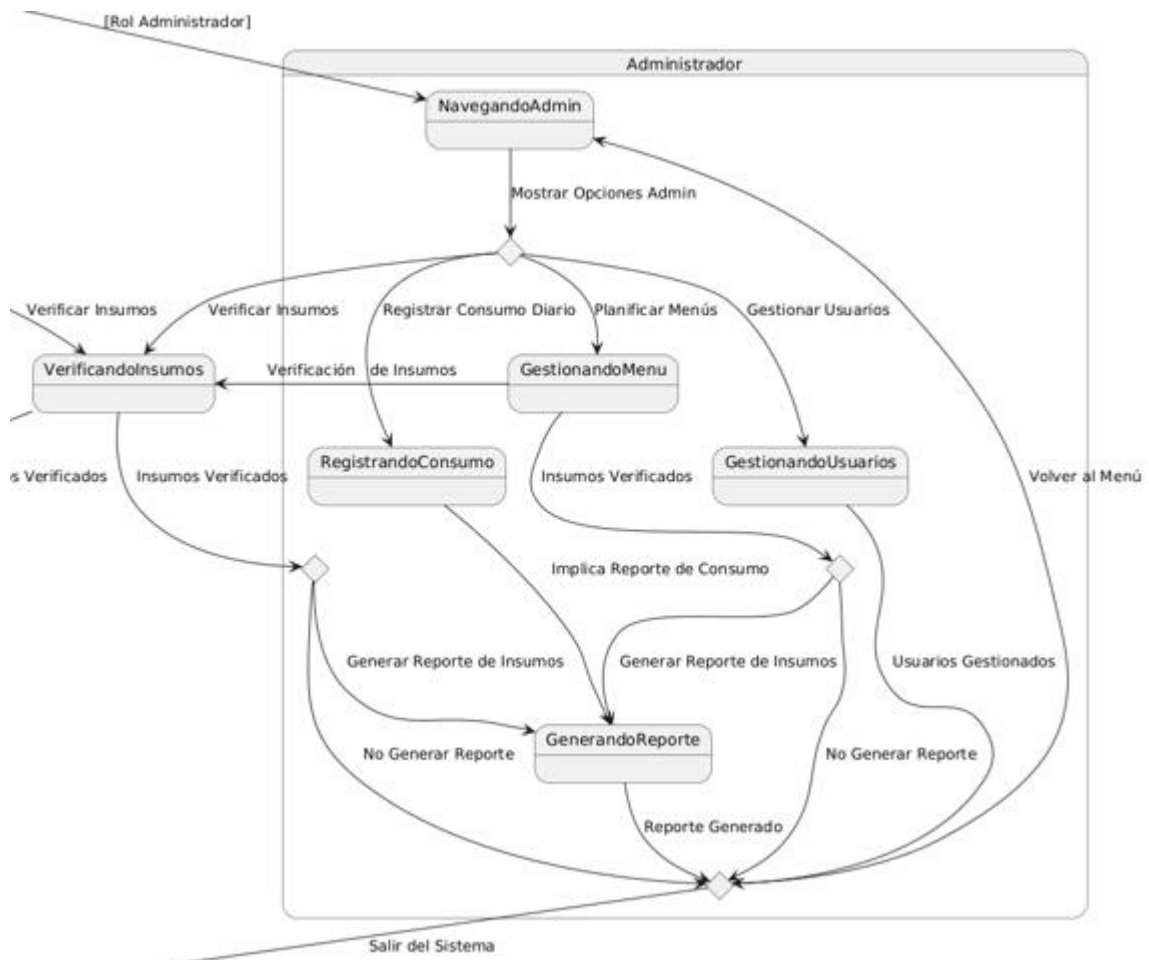 [Rol Administrador]
Administrador
NavegandoAdmin
Mostrar Opciones Admin
Verificar Insumos
Verificar Insumos
Registrar Consumo Diario
Planificar Menús
Gestionar Usuarios
VerificandoInsumos
Verificación de Insumos
GestionandoMenu
RegistrandoConsumo
GestionandoUsuarios
s Verificados
Insumos Verificados
Insumos Verificados
Volver al Menú
Implica Reporte de Consumo
Generar Reporte de Insumos
Generar Reporte de Insumos
Usuarios Gestionados
GenerandoReporte
No Generar Reporte
No Generar Reporte
Reporte Generado
Salir del Sistema